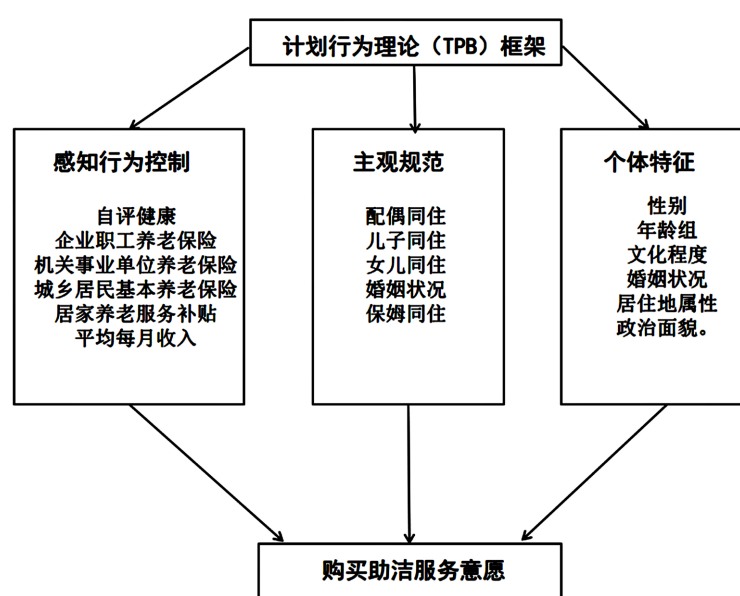 计划行为理论（TPB）框架
感知行为控制
自评健康
企业职工养老保险
机关事业单位养老保险
城乡居民基本养老保险
居家养老服务补贴
平均每月收入
主观规范
配偶同住
儿子同住
女儿同住
婚姻状况
保姆同住
个体特征
性别
年龄组
文化程度
婚姻状况
居住地属性
政治面貌。
购买助洁服务意愿